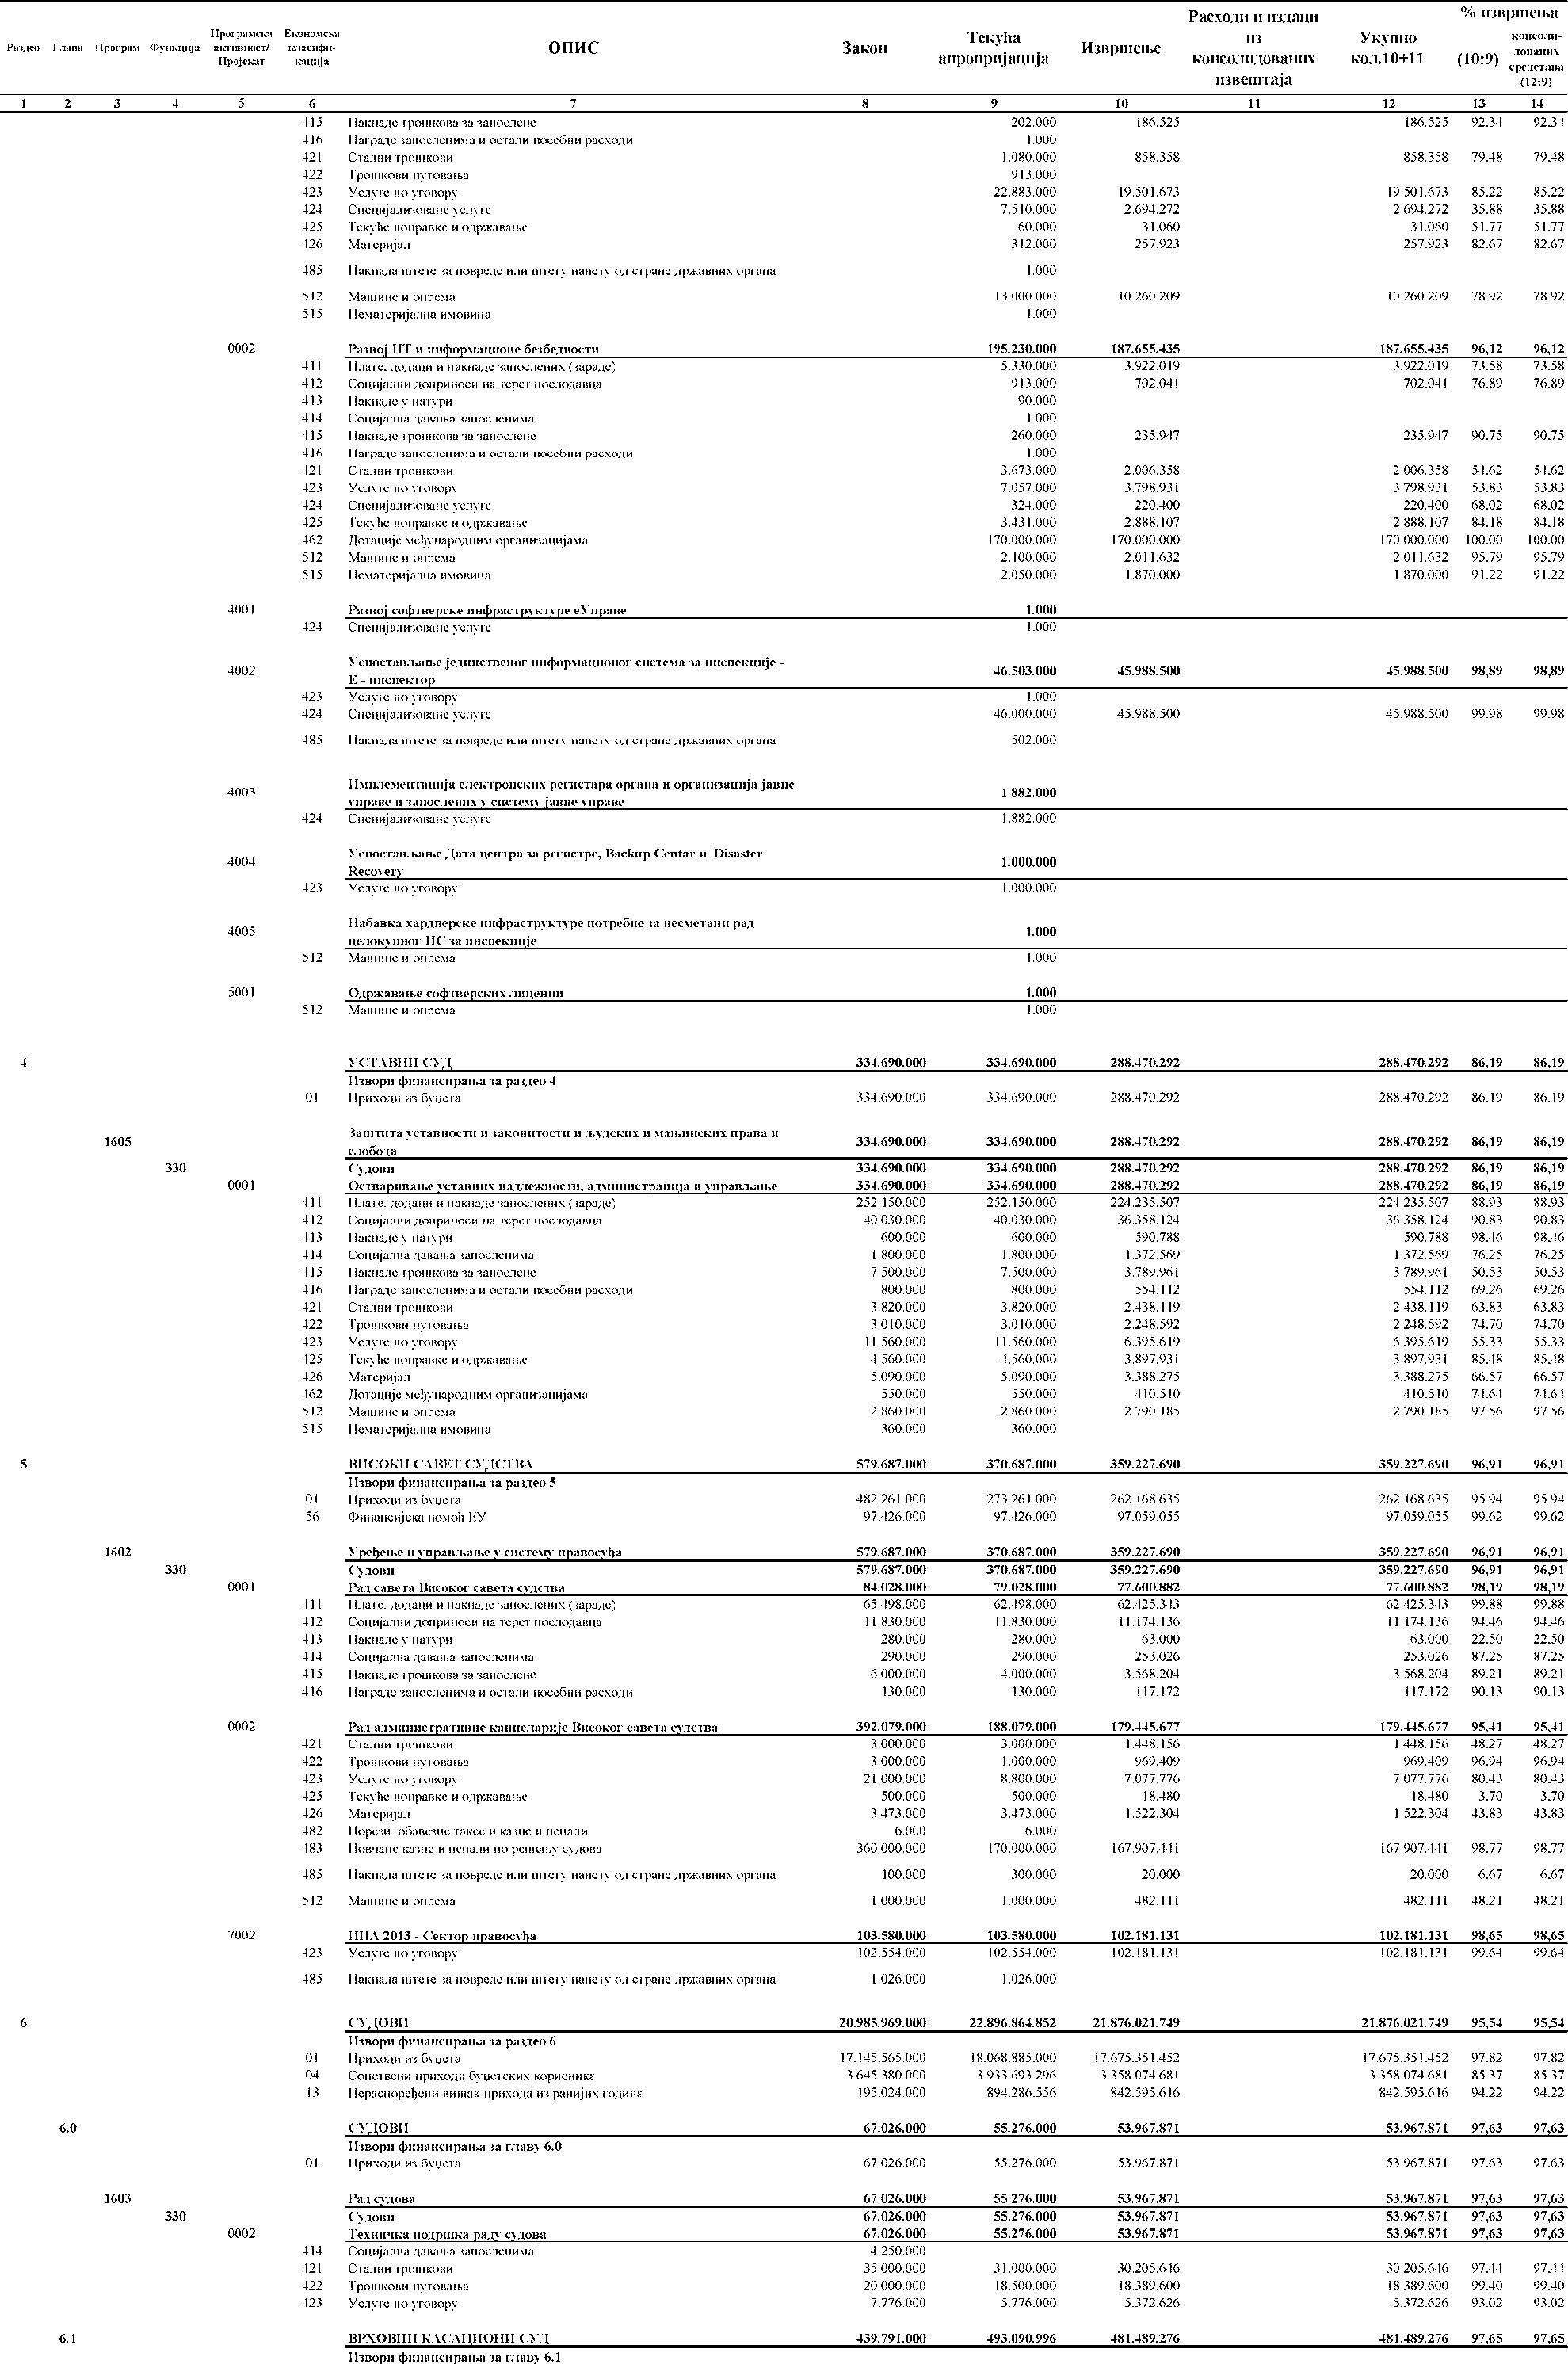 Раздео Глава Програм Функција Програмска активност/ Пројекат Економска класифи- кација ОПИС Закон Текућа апропријација Извршење Расходи и издаци из консолидованих извештаја Укупно кол.10+11 % извршења (10:9) консоли- дованих средстава (12:9)
1 2 3 4 5 6 7 8 9 10 11 12 13 14
415 Накнаде трошкова за запослене 202.000 186.525 186.525 92.34 92.34
416 Награде запосленима и остали посебни расходи 1.000
421 Стални трошкови 1.080.000 858.358 858.358 79.48 79.48
422 Трошкови путовања 913.000
423 Услуге по уговору 22.883.000 19.501.673 19.501.673 85.22 85.22
424 Специјализоване услуге 7.510.000 2.694.272 2.694.272 35.88 35.88
425 Текуће поправке и одржавање 60.000 31.060 31.060 51.77 51.77
426 Материјал 312.000 257.923 257.923 82.67 82.67
485 Накнада штете за повреде или штету нанету од стране државних органа 1.000
512 Машине и опрема 13.000.000 10.260.209 10.260.209 78.92 78.92
515 Нематеријална имовина 1.000
0002 Развој ИТ и информационе безбедности 195.230.000 187.655.435 187.655.435 96,12 96,12
411 Плате, додаци и накнаде запослених (зараде) 5.330.000 3.922.019 3.922.019 73.58 73.58
412 Социјални доприноси на терет послодавца 913.000 702.041 702.041 76.89 76.89
413 Накнаде у натури 90.000
414 Социјална давања запосленима 1.000
415 Накнаде трошкова за запослене 260.000 235.947 235.947 90.75 90.75
416 Награде запосленима и остали посебни расходи 1.000
421 Стални трошкови 3.673.000 2.006.358 2.006.358 54.62 54.62
423 Услуге по уговору 7.057.000 3.798.931 3.798.931 53.83 53.83
424 Специјализоване услуге 324.000 220.400 220.400 68.02 68.02
425 Текуће поправке и одржавање 3.431.000 2.888.107 2.888.107 84.18 84.18
462 Дотације међународним организацијама 170.000.000 170.000.000 170.000.000 100.00 100.00
512 Машине и опрема 2.100.000 2.011.632 2.011.632 95.79 95.79
515 Нематеријална имовина 2.050.000 1.870.000 1.870.000 91.22 91.22
4001 Развој софтверске инфраструктуре еУправе 1.000
424 Специјализоване услуге 1.000
4002 Успостављање јединственог информационог система за инспекције - Е - инспектор 46.503.000 45.988.500 45.988.500 98,89 98,89
423 Услуге по уговору 1.000
424 Специјализоване услуге 46.000.000 45.988.500 45.988.500 99.98 99.98
485 Накнада штете за повреде или штету нанету од стране државних органа 502.000
4003 Имплементација електронских регистара органа и организација јавне управе и запослених у систему јавне управе 1.882.000
424 Специјализоване услуге 1.882.000
4004 Успостављање Дата центра за регистре, Backup Centar и Disaster Recovery 1.000.000
423 Услуге по уговору 1.000.000
4005 Набавка хардверске инфраструктуре потребне за несметани рад целокупног ИС за инспекције 1.000
512 Машине и опрема 1.000
5001 Одржавање софтверских лиценци 1.000
512 Машине и опрема 1.000
4 УСТАВНИ СУД 334.690.000 334.690.000 288.470.292 288.470.292 86,19 86,19
Извори финансирања за раздео 4
01 Приходи из буџета 334.690.000 334.690.000 288.470.292 288.470.292 86.19 86.19
1605 Заштита уставности и законитости и људских и мањинских права и слобода 334.690.000 334.690.000 288.470.292 288.470.292 86,19 86,19
330 Судови 334.690.000 334.690.000 288.470.292 288.470.292 86,19 86,19
0001 Остваривање уставних надлежности, администрација и управљање 334.690.000 334.690.000 288.470.292 288.470.292 86,19 86,19
411 Плате, додаци и накнаде запослених (зараде) 252.150.000 252.150.000 224.235.507 224.235.507 88.93 88.93
412 Социјални доприноси на терет послодавца 40.030.000 40.030.000 36.358.124 36.358.124 90.83 90.83
413 Накнаде у натури 600.000 600.000 590.788 590.788 98.46 98.46
414 Социјална давања запосленима 1.800.000 1.800.000 1.372.569 1.372.569 76.25 76.25
415 Накнаде трошкова за запослене 7.500.000 7.500.000 3.789.961 3.789.961 50.53 50.53
416 Награде запосленима и остали посебни расходи 800.000 800.000 554.112 554.112 69.26 69.26
421 Стални трошкови 3.820.000 3.820.000 2.438.119 2.438.119 63.83 63.83
422 Трошкови путовања 3.010.000 3.010.000 2.248.592 2.248.592 74.70 74.70
423 Услуге по уговору 11.560.000 11.560.000 6.395.619 6.395.619 55.33 55.33
425 Текуће поправке и одржавање 4.560.000 4.560.000 3.897.931 3.897.931 85.48 85.48
426 Материјал 5.090.000 5.090.000 3.388.275 3.388.275 66.57 66.57
462 Дотације међународним организацијама 550.000 550.000 410.510 410.510 74.64 74.64
512 Машине и опрема 2.860.000 2.860.000 2.790.185 2.790.185 97.56 97.56
515 Нематеријална имовина 360.000 360.000
5 ВИСОКИ САВЕТ СУДСТВА 579.687.000 370.687.000 359.227.690 359.227.690 96,91 96,91
Извори финансирања за раздео 5
01 Приходи из буџета 482.261.000 273.261.000 262.168.635 262.168.635 95.94 95.94
56 Финансијска помоћ ЕУ 97.426.000 97.426.000 97.059.055 97.059.055 99.62 99.62
1602 Уређење и управљање у систему правосуђа 579.687.000 370.687.000 359.227.690 359.227.690 96,91 96,91
330 Судови 579.687.000 370.687.000 359.227.690 359.227.690 96,91 96,91
0001 Рад савета Високог савета судства 84.028.000 79.028.000 77.600.882 77.600.882 98,19 98,19
411 Плате, додаци и накнаде запослених (зараде) 65.498.000 62.498.000 62.425.343 62.425.343 99.88 99.88
412 Социјални доприноси на терет послодавца 11.830.000 11.830.000 11.174.136 11.174.136 94.46 94.46
413 Накнаде у натури 280.000 280.000 63.000 63.000 22.50 22.50
414 Социјална давања запосленима 290.000 290.000 253.026 253.026 87.25 87.25
415 Накнаде трошкова за запослене 6.000.000 4.000.000 3.568.204 3.568.204 89.21 89.21
416 Награде запосленима и остали посебни расходи 130.000 130.000 117.172 117.172 90.13 90.13
0002 Рад административне канцеларије Високог савета судства 392.079.000 188.079.000 179.445.677 179.445.677 95,41 95,41
421 Стални трошкови 3.000.000 3.000.000 1.448.156 1.448.156 48.27 48.27
422 Трошкови путовања 3.000.000 1.000.000 969.409 969.409 96.94 96.94
423 Услуге по уговору 21.000.000 8.800.000 7.077.776 7.077.776 80.43 80.43
425 Текуће поправке и одржавање 500.000 500.000 18.480 18.480 3.70 3.70
426 Материјал 3.473.000 3.473.000 1.522.304 1.522.304 43.83 43.83
482 Порези, обавезне таксе и казне и пенали 6.000 6.000
483 Новчане казне и пенали по решењу судова 360.000.000 170.000.000 167.907.441 167.907.441 98.77 98.77
485 Накнада штете за повреде или штету нанету од стране државних органа 100.000 300.000 20.000 20.000 6.67 6.67
512 Машине и опрема 1.000.000 1.000.000 482.111 482.111 48.21 48.21
7002 ИПА 2013 - Сектор правосуђа 103.580.000 103.580.000 102.181.131 102.181.131 98,65 98,65
423 Услуге по уговору 102.554.000 102.554.000 102.181.131 102.181.131 99.64 99.64
485 Накнада штете за повреде или штету нанету од стране државних органа 1.026.000 1.026.000
6 СУДОВИ 20.985.969.000 22.896.864.852 21.876.021.749 21.876.021.749 95,54 95,54
Извори финансирања за раздео 6
01 Приходи из буџета 17.145.565.000 18.068.885.000 17.675.351.452 17.675.351.452 97.82 97.82
04 Сопствени приходи буџетских корисника 3.645.380.000 3.933.693.296 3.358.074.681 3.358.074.681 85.37 85.37
13 Нераспоређени вишак прихода из ранијих година 195.024.000 894.286.556 842.595.616 842.595.616 94.22 94.22
6.0 СУДОВИ 67.026.000 55.276.000 53.967.871 53.967.871 97,63 97,63
Извори финансирања за главу 6.0
01 Приходи из буџета 67.026.000 55.276.000 53.967.871 53.967.871 97.63 97.63
1603 Рад судова 67.026.000 55.276.000 53.967.871 53.967.871 97,63 97,63
330 Судови 67.026.000 55.276.000 53.967.871 53.967.871 97,63 97,63
0002 Техничка подршка раду судова 67.026.000 55.276.000 53.967.871 53.967.871 97,63 97,63
414 Социјална давања запосленима 4.250.000
421 Стални трошкови 35.000.000 31.000.000 30.205.646 30.205.646 97.44 97.44
422 Трошкови путовања 20.000.000 18.500.000 18.389.600 18.389.600 99.40 99.40
423 Услуге по уговору 7.776.000 5.776.000 5.372.626 5.372.626 93.02 93.02
6.1 ВРХОВНИ КАСАЦИОНИ СУД 439.791.000 493.090.996 481.489.276 481.489.276 97,65 97,65
Извори финансирања за главу 6.1